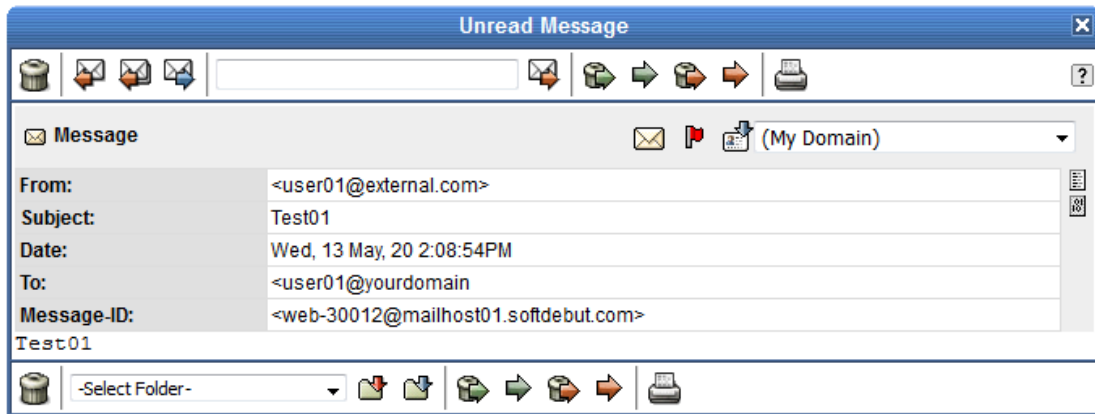 Unread Message
?
Message (My Domain)
From: <user01@external.com>
Subject: Test01
Date: Wed, 13 May, 20 2:08:54PM
To: <user01@yourdomain
Message-ID: <web-30012@mailhost01.softdebut.com>
Test01
-Select Folder-